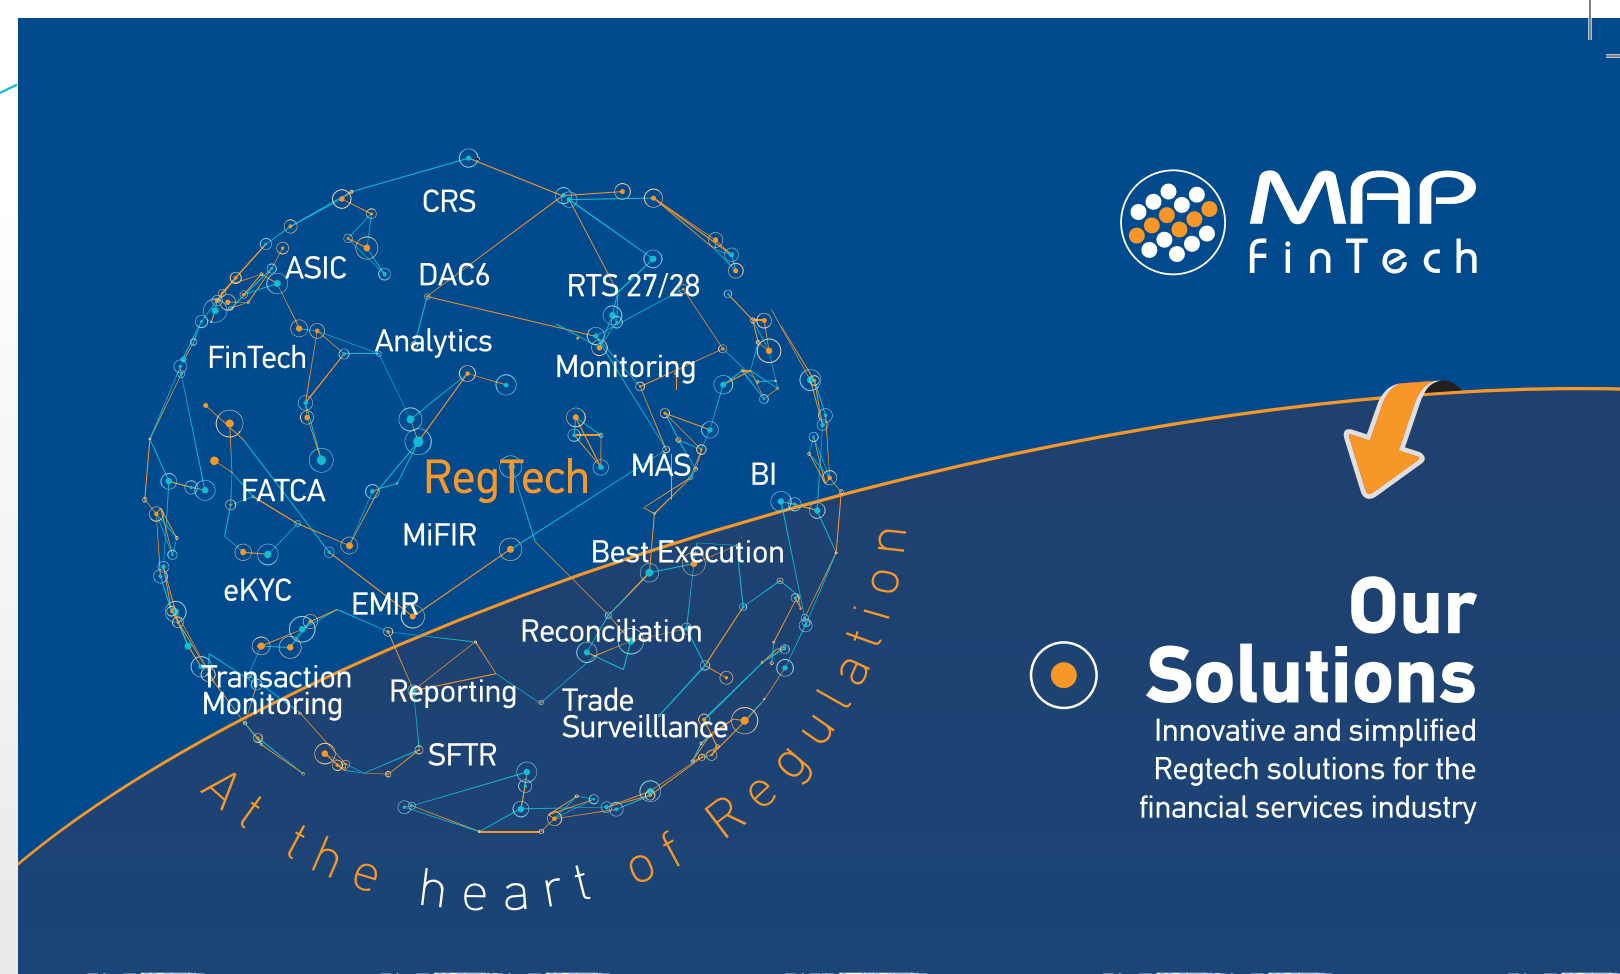 CRS
ASIC
DAC6
RTS 27/28
FinTech
Analytics
Monitoring
FATCA
RegTech
MAS
BI
MiFIR
Best Execution
eKYC
EMIR
Reconciliation
Transaction
Monitoring
Reporting
Trade
Surveilllance
SFTR
At the heart of Regulation
MAP
FinTech
Our
Solutions
Innovative and simplified
Regtech solutions for the
financial services industry